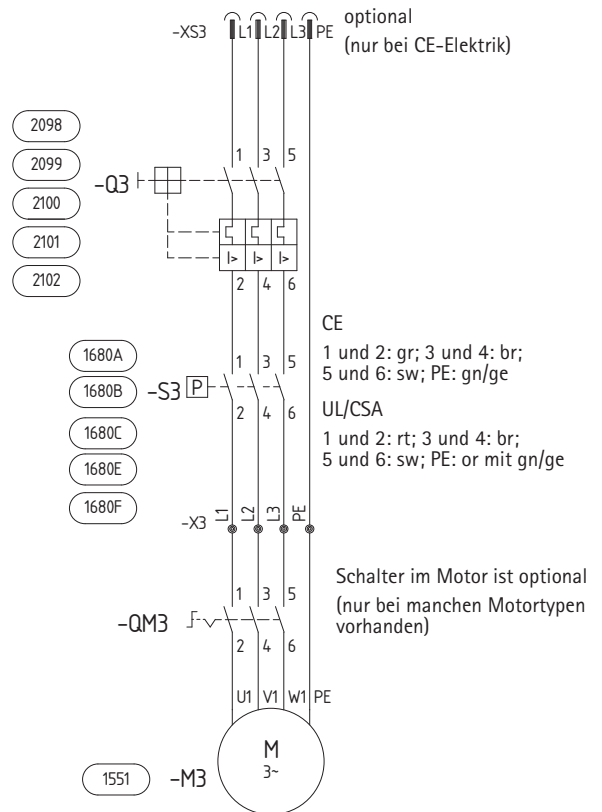 -XS3 L1 L2 L3 PE
optional
(nur bei CE-Elektrik)
2098
2099
2100
2101
2102
-Q3
1 3 5
I> I> I>
2 4 6
CE
1 und 2: gr; 3 und 4: br;
5 und 6: sw; PE: gn/ge
UL/CSA
1 und 2: rt; 3 und 4: br;
5 und 6: sw; PE: or mit gn/ge
1680A
1680B
1680C
1680E
1680F
-S3 P
1 3 5
2 4 6
-X3 L1 L2 L3 PE
Schalter im Motor ist optional
(nur bei manchen Motortypen
vorhanden)
-QM3
1 3 5
2 4 6
U1 V1 W1 PE
M
3~
1551 -M3